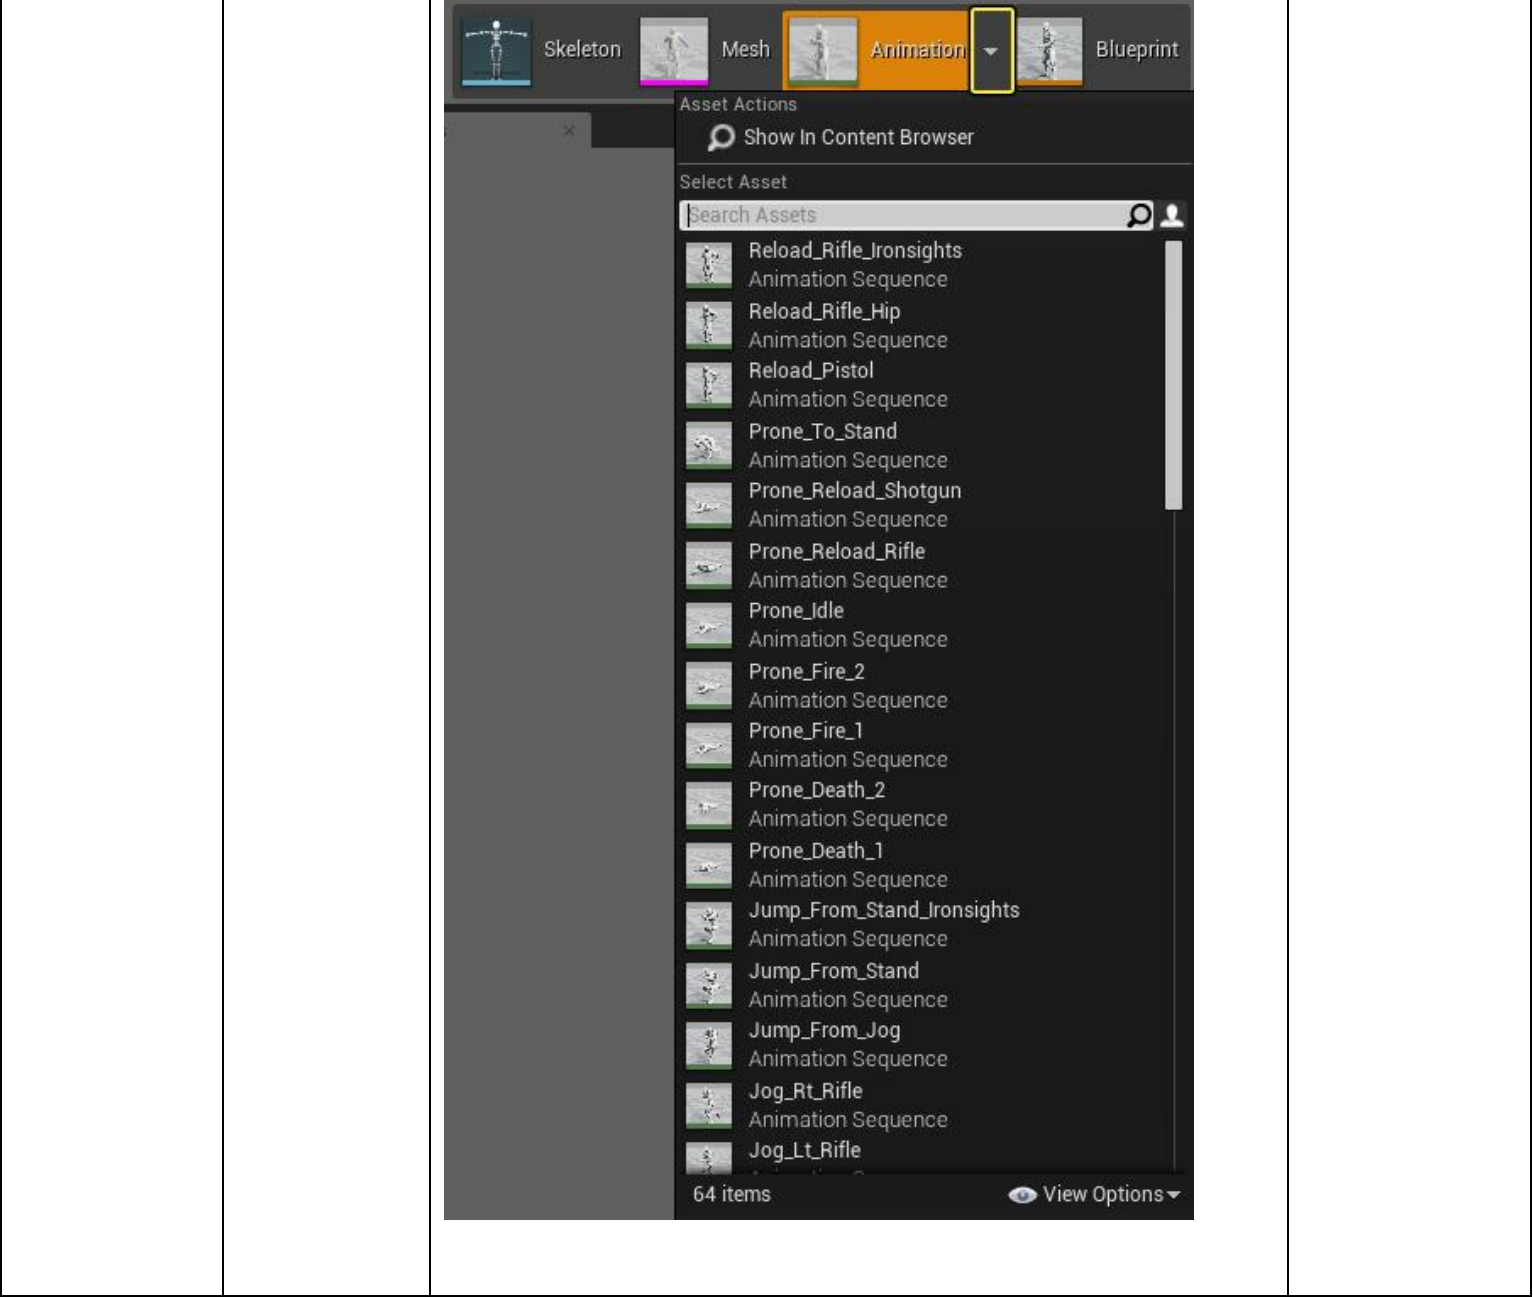 Skeleton Mesh Animation Blueprint
Asset Actions
Show In Content Browser
Select Asset
Search Assets
Reload_Rifle_Ironsights
Animation Sequence
Reload_Rifle_Hip
Animation Sequence
Reload_Pistol
Animation Sequence
Prone_To_Stand
Animation Sequence
Prone_Reload_Shotgun
Animation Sequence
Prone_Reload_Rifle
Animation Sequence
Prone_Idle
Animation Sequence
Prone_Fire_2
Animation Sequence
Prone_Fire_1
Animation Sequence
Prone_Death_2
Animation Sequence
Prone_Death_1
Animation Sequence
Jump_From_Stand_Ironsights
Animation Sequence
Jump_From_Stand
Animation Sequence
Jump_From_Jog
Animation Sequence
Jog_Rt_Rifle
Animation Sequence
Jog_Lt_Rifle
64 items View Options